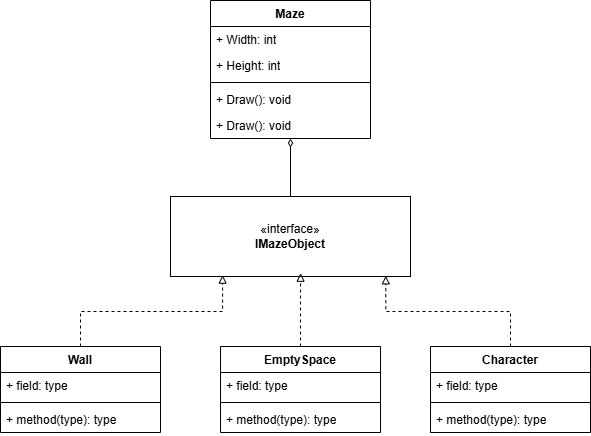 Maze
+ Width: int
+ Height: int
+ Draw(): void
+ Draw(): void
«interface»
IMazeObject
Wall
+ field: type
+ method(type): type
EmptySpace
+ field: type
+ method(type): type
Character
+ field: type
+ method(type): type